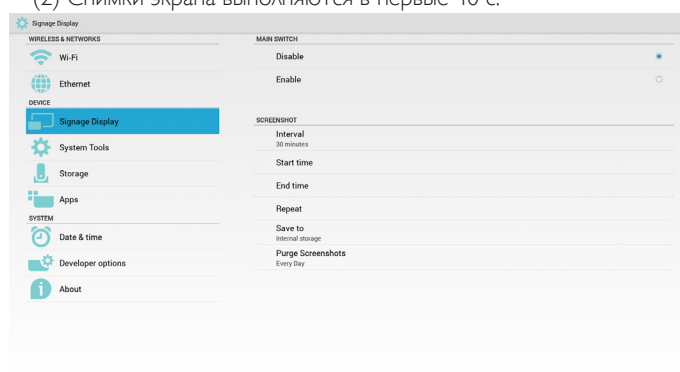 (2) Снимки экрана выполняются в первые 40 с.
Signage Display
WIRELESS & NETWORKS
Wi-Fi
Ethernet
DEVICE
Signage Display
System Tools
Storage
Apps
SYSTEM
Date & time
Developer options
About
MAIN SWITCH
Disable
Enable
SCREENSHOT
Interval
30 minutes
Start time
End time
Repeat
Save to
Internal storage
Purge Screenshots
Every Day